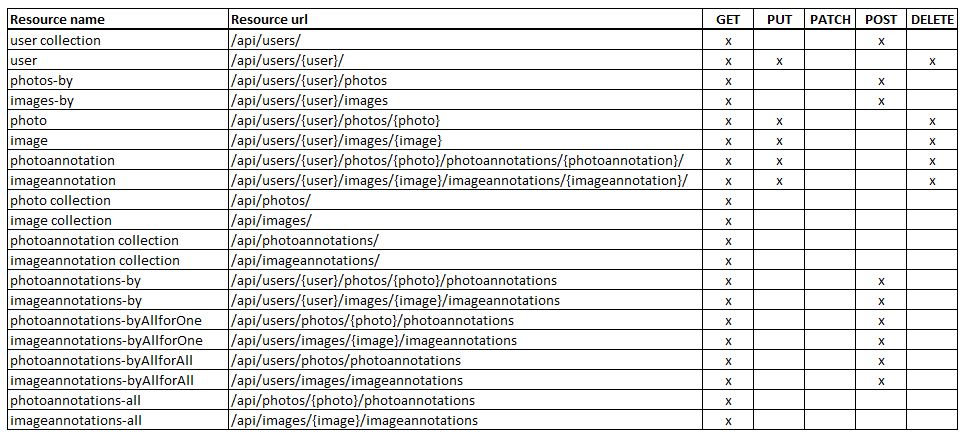 Resource name Resource url GET PUT PATCH POST DELETE
user collection /api/users/ x x
user /api/users/{user}/ x x x
photos-by /api/users/{user}/photos x x
images-by /api/users/{user}/images x x
photo /api/users/{user}/photos/{photo} x x x
image /api/users/{user}/images/{image} x x x
photoannotation /api/users/{user}/photos/{photo}/photoannotations/{photoannotation}/ x x x
imageannotation /api/users/{user}/images/{image}/imageannotations/{imageannotation}/ x x x
photo collection /api/photos/ x
image collection /api/images/ x
photoannotation collection /api/photoannotations/ x
imageannotation collection /api/imageannotations/ x
photoannotations-by /api/users/{user}/photos/{photo}/photoannotations x x
imageannotations-by /api/users/{user}/images/{image}/imageannotations x x
photoannotations-byAllforOne /api/users/photos/{photo}/photoannotations x x
imageannotations-byAllforOne /api/users/images/{image}/imageannotations x x
photoannotations-byAllforAll /api/users/photos/photoannotations x x
imageannotations-byAllforAll /api/users/images/imageannotations x x
photoannotations-all /api/photos/{photo}/photoannotations x
imageannotations-all /api/images/{image}/imageannotations x